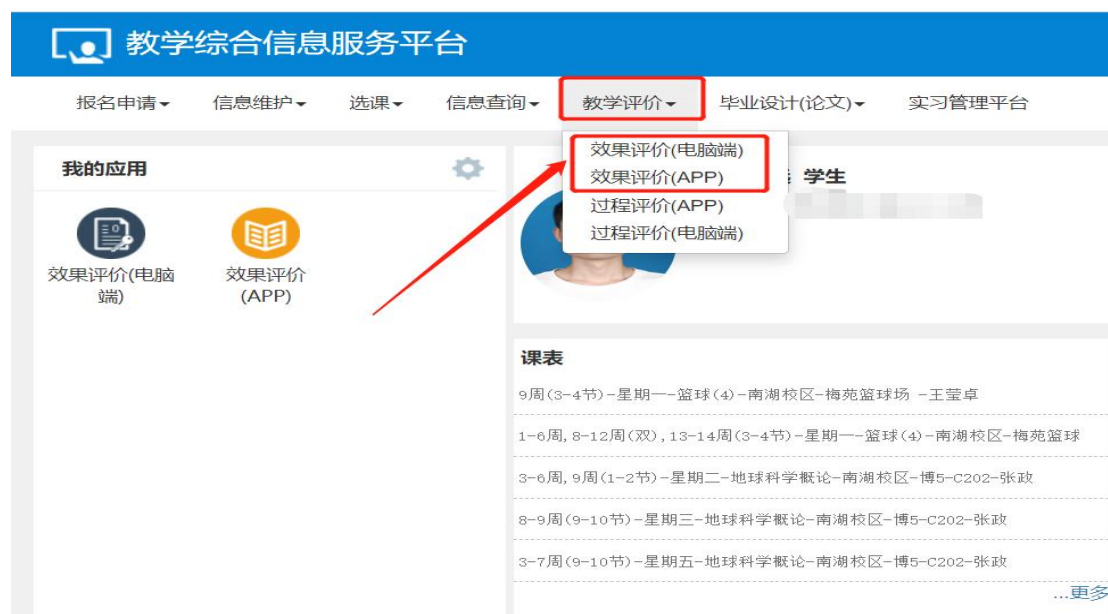 教学综合信息服务平台
报名申请 信息维护 选课 信息查询 教学评价 毕业设计(论文) 实习管理平台
我的应用
效果评价(电脑端)
效果评价(APP)
过程评价(APP)
过程评价(电脑端)
学生
效果评价(电脑
端)
效果评价
(APP)
课表
9周(3-4节)-星期一-篮球(4)-南湖校区-梅苑篮球场 -王莹卓
1-6周,8-12周(双),13-14周(3-4节)-星期一-篮球(4)-南湖校区-梅苑篮球
3-6周,9周(1-2节)-星期二-地球科学概论-南湖校区-博5-C202-张政
8-9周(9-10节)-星期三-地球科学概论-南湖校区-博5-C202-张政
3-7周(9-10节)-星期五-地球科学概论-南湖校区-博5-C202-张政
...更多